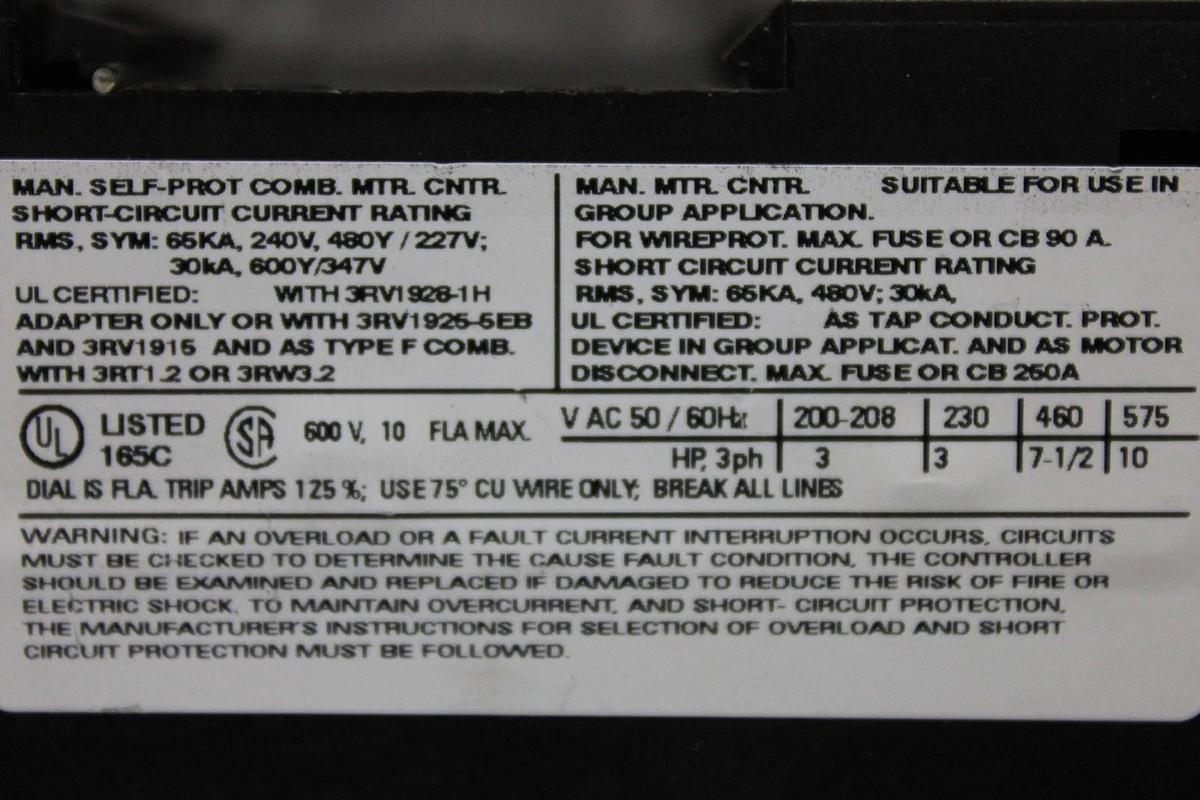 MAN. SELF-PROT COMB. MTR. CNTR.
SHORT-CIRCUIT CURRENT RATING
RMS, SYM: 65KA, 240V, 480Y / 227V;
30kA, 600Y/347V
UL CERTIFIED: WITH 3RV1928-1H
ADAPTER ONLY OR WITH 3RV1925-5EB
AND 3RV1915 AND AS TYPE F COMB.
WITH 3RT1.2 OR 3RW3.2
MAN. MTR. CNTR. SUITABLE FOR USE IN
GROUP APPLICATION.
FOR WIREPROT. MAX. FUSE OR CB 90 A.
SHORT CIRCUIT CURRENT RATING
RMS, SYM: 65KA, 480V; 30kA,
UL CERTIFIED: AS TAP CONDUCT. PROT.
DEVICE IN GROUP APPLICAT. AND AS MOTOR
DISCONNECT. MAX. FUSE OR CB 250A
UL LISTED 165C SA 600 V, 10 FLA MAX.
V AC 50 / 60Hz 200-208 230 460 575
HP, 3ph 3 3 7-1/2 10
DIAL IS FLA. TRIP AMPS 125 %; USE 75° CU WIRE ONLY; BREAK ALL LINES
WARNING: IF AN OVERLOAD OR A FAULT CURRENT INTERRUPTION OCCURS, CIRCUITS
MUST BE CHECKED TO DETERMINE THE CAUSE FAULT CONDITION, THE CONTROLLER
SHOULD BE EXAMINED AND REPLACED IF DAMAGED TO REDUCE THE RISK OF FIRE OR
ELECTRIC SHOCK. TO MAINTAIN OVERCURRENT, AND SHORT- CIRCUIT PROTECTION,
THE MANUFACTURER'S INSTRUCTIONS FOR SELECTION OF OVERLOAD AND SHORT
CIRCUIT PROTECTION MUST BE FOLLOWED.